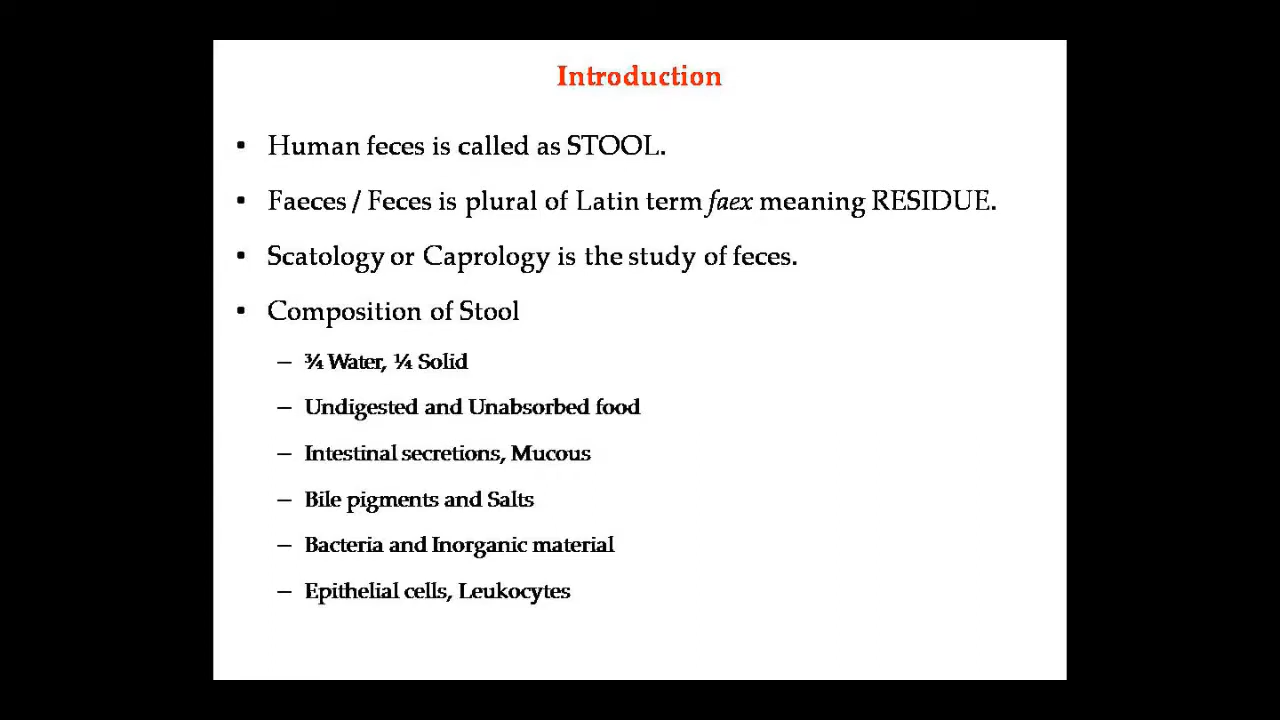 Introduction
▪ Human feces is called as STOOL.
▪ Faeces / Feces is plural of Latin term faex meaning RESIDUE.
▪ Scatology or Caprology is the study of feces.
▪ Composition of Stool
– ¾ Water, ¼ Solid
– Undigested and Unabsorbed food
– Intestinal secretions, Mucous
– Bile pigments and Salts
– Bacteria and Inorganic material
– Epithelial cells, Leukocytes